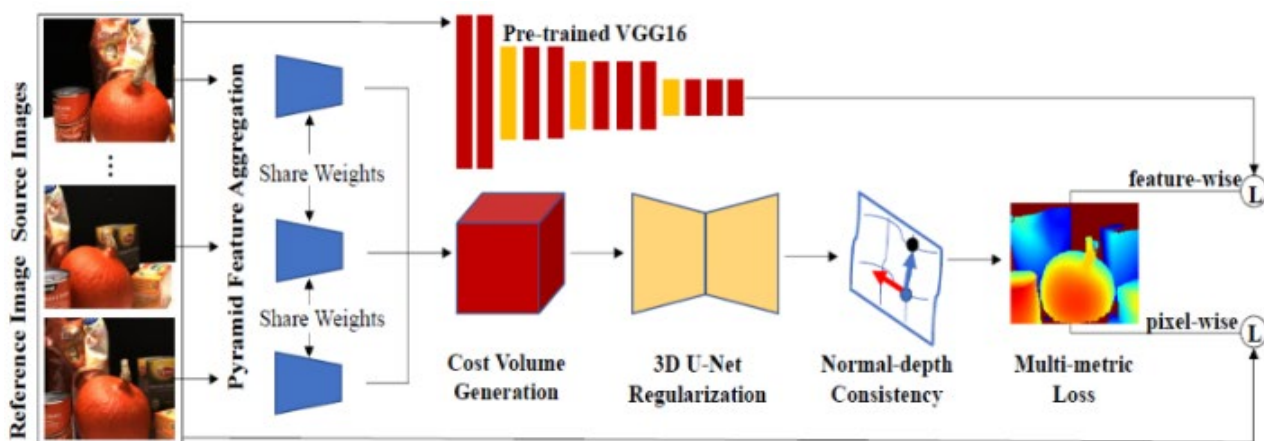 Reference Image Source Images
Pyramid Feature Aggregation
Share Weights
Share Weights
Pre-trained VGG16
Cost Volume
Generation
3D U-Net
Regularization
Normal-depth
Consistency
Multi-metric
Loss
feature-wise
L
pixel-wise
L